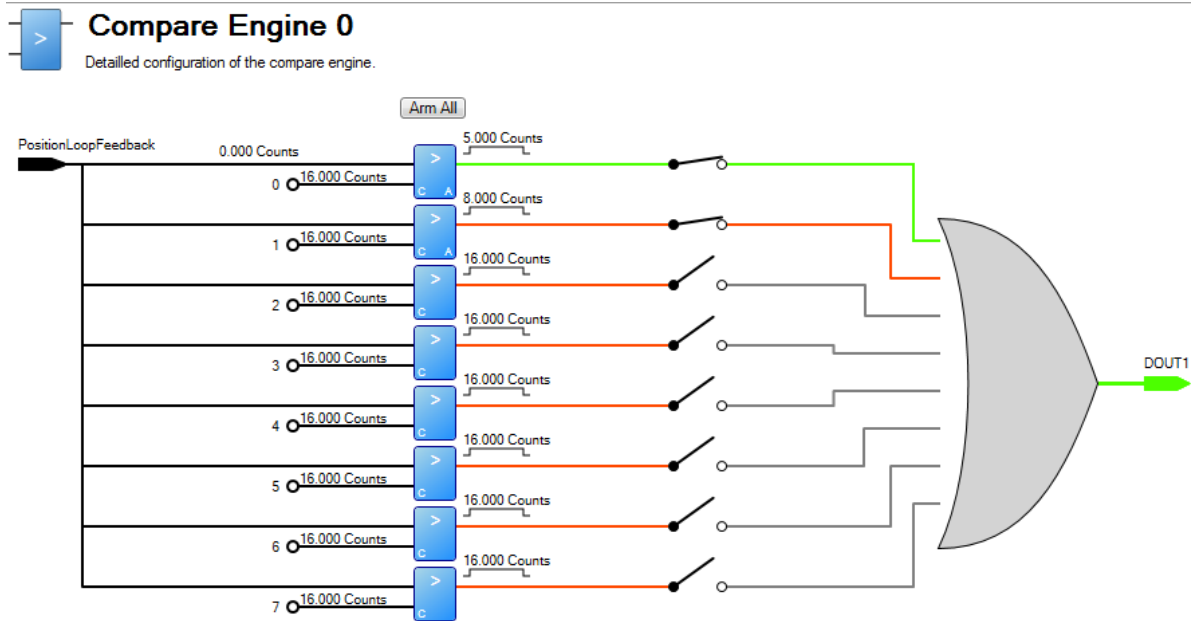 >
Compare Engine 0
Detailled configuration of the compare engine.
Arm All
PositionLoopFeedback
0.000 Counts
5.000 Counts
>
0
16.000 Counts
C A
8.000 Counts
>
1
16.000 Counts
C A
16.000 Counts
>
2
16.000 Counts
C
16.000 Counts
>
3
16.000 Counts
C
DOUT1
16.000 Counts
>
4
16.000 Counts
C
16.000 Counts
>
5
16.000 Counts
C
16.000 Counts
>
6
16.000 Counts
C
16.000 Counts
>
7
16.000 Counts
C